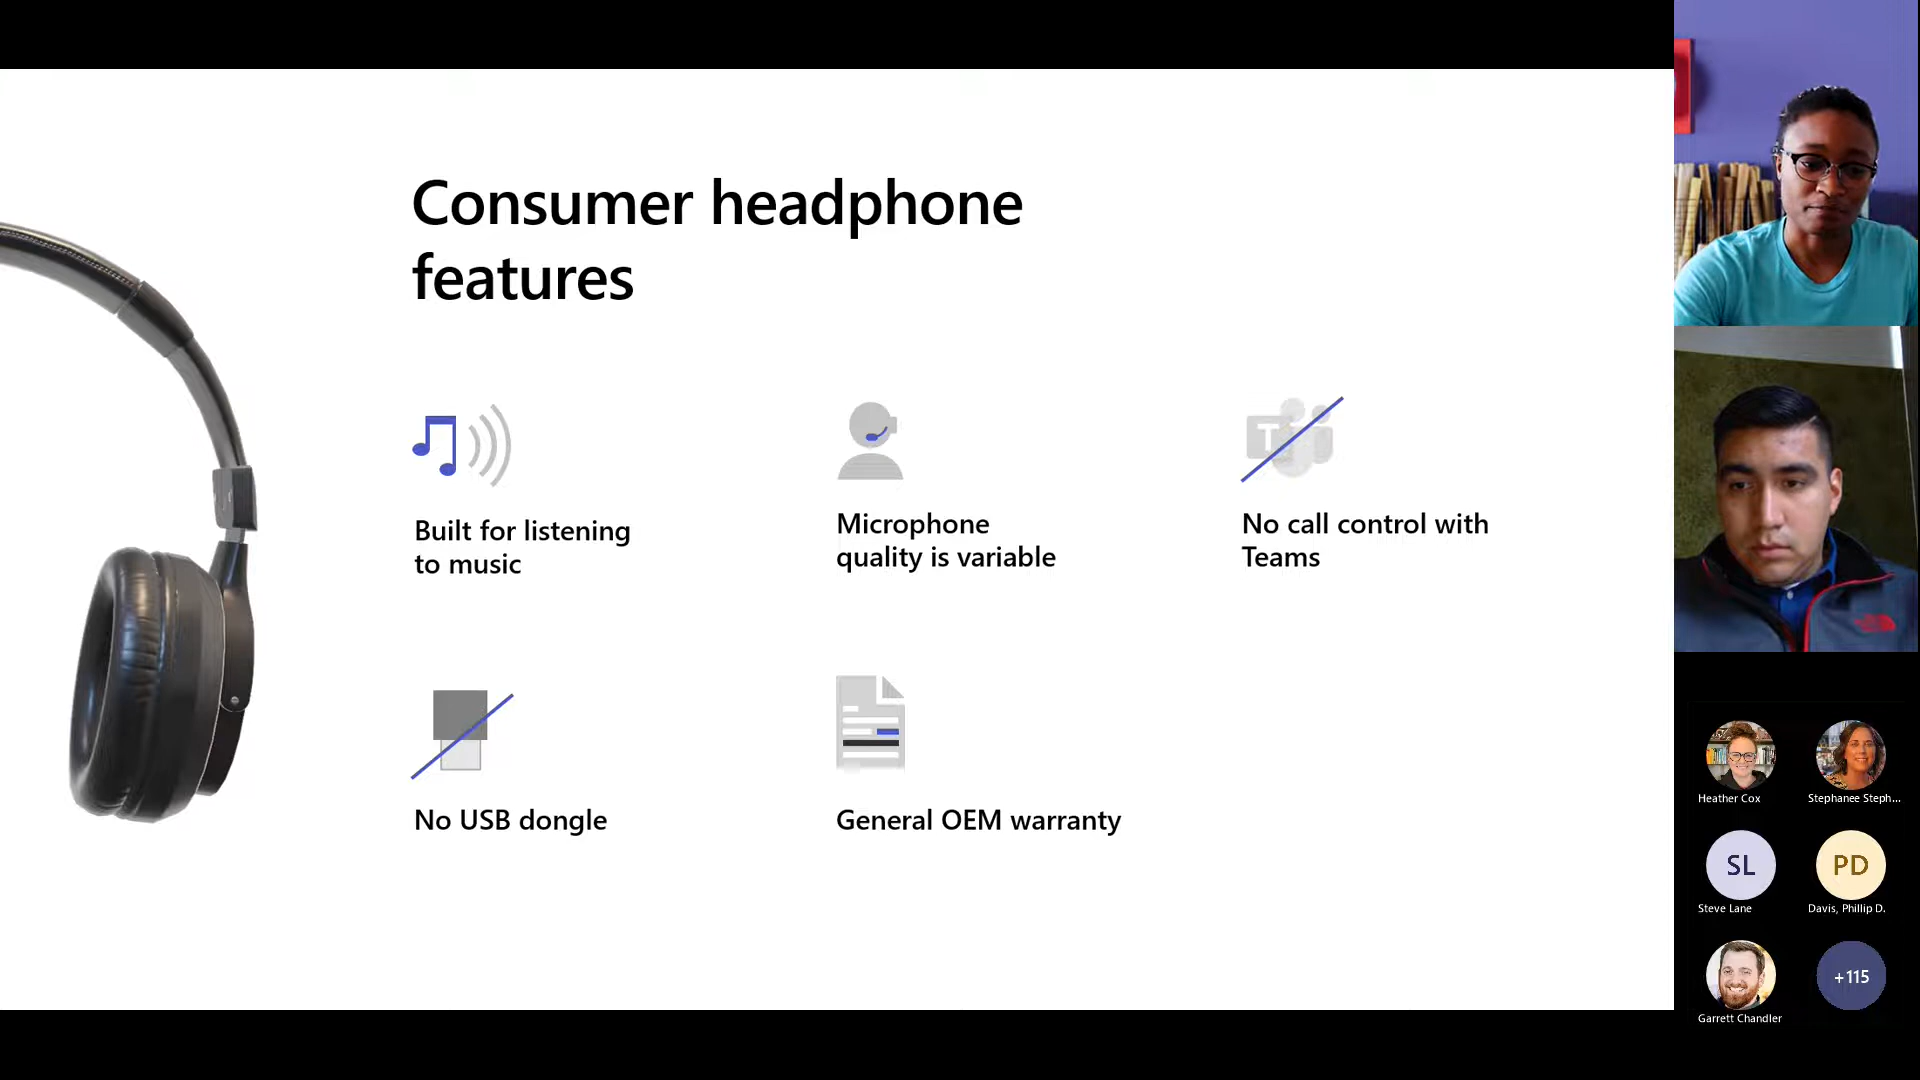 Consumer headphone
features
Built for listening
to music
Microphone
quality is variable
T
No call control with
Teams
No USB dongle
General OEM warranty
Heather Cox
Stephanee Steph...
SL
Steve Lane
PD
Davis, Phillip D.
Garrett Chandler
+115